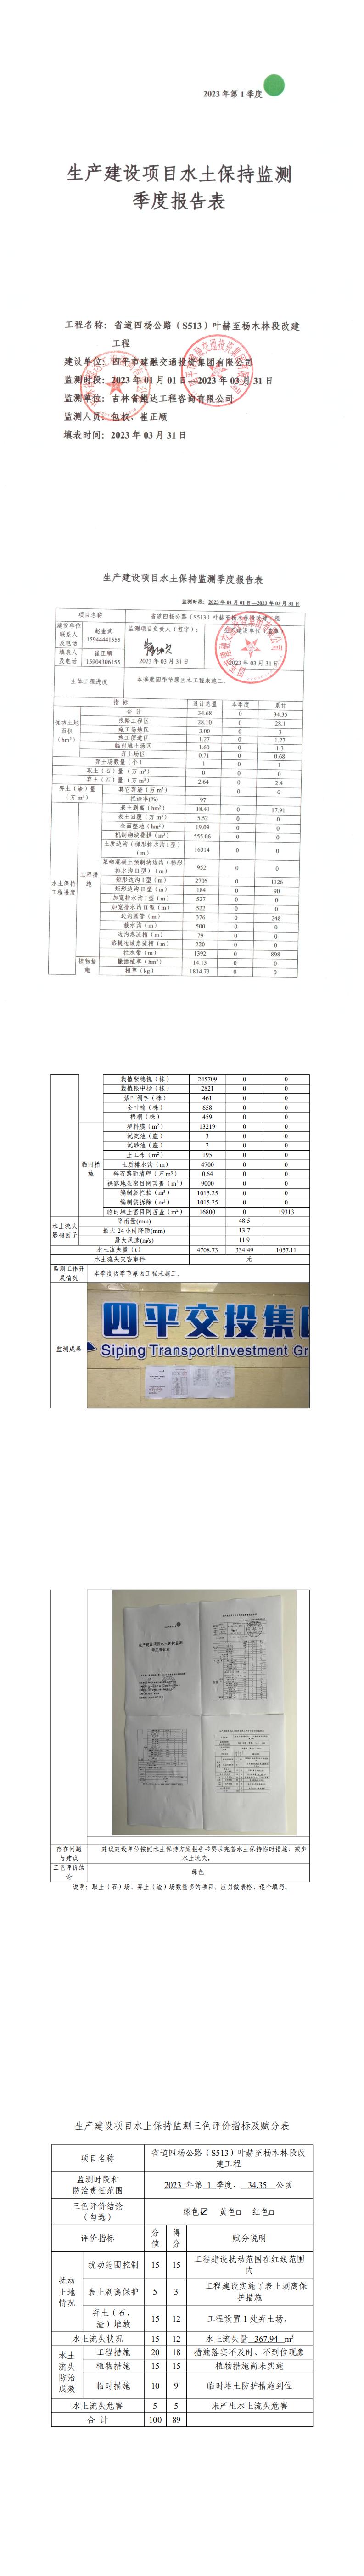 2023 年第 1 季度
生产建设项目水土保持监测
季度报告表
工程名称：省道四杨公路（S513）叶赫至杨木林段改建
工程
建设单位：四平市建融交通投资集团有限公司
监测时段：2023 年 01 月 01 日—2023 年 03 月 31 日
监测单位：吉林省鲲达工程咨询有限公司
监测人员：包权、崔正顺
填表时间：2023 年 03 月 31 日
生产建设项目水土保持监测季度报告表
监测时段：2023 年 01 月 01 日—2023 年 03 月 31 日
项目名称 省道四杨公路（S513）叶赫至杨木林段改建工程
建设单位联系人及电话 赵金武 15944441555 监测项目负责人（签字）： 生产建设单位（盖章）
填表人及电话 崔正顺 15904306155 2023 年 03 月 31 日 2023 年 03 月 31 日
主体工程进度 本季度因季节原因本工程未施工。
指 标 设计总量 本季度 累计
扰动土地面积（hm²） 合 计 34.68 0 34.35
线路工程区 28.10 0 28.1
施工场地区 3.00 0 3
施工便道区 1.27 0 1.27
临时堆土场区 1.60 0 1.3
弃土场区 0.71 0 0.68
弃土场数量（个） 1 0 1
取土（石）量（万 m³） 0 0 0
弃土（渣）量（万 m³） 弃土（石）量（万 m³） 2.64 0 2.4
其它弃渣（万 m³） 0 0
拦渣率(%) 97
水土保持工程进度 工程措施 表土剥离（hm²） 18.41 0 17.91
表土回覆（万 m³） 5.52 0 0
全面整地（hm²） 19.09 0 0
机制砌块叠拱（m²） 555.06 0 0
土质边沟（梯形排水沟I型）（m） 16314 0 0
浆砌混凝土预制块边沟（梯形排水沟II型）（m） 952 0 0
矩形边沟I型（m） 2705 0 1126
矩形边沟II型（m） 184 0 90
加宽排水沟I型（m） 527 0 0
加宽排水沟II型（m） 522 0 0
边沟圆管（m） 376 0 248
截水沟（m） 500 0 0
边沟急流槽（m） 79 0 0
路堤边坡急流槽（m） 220 0 0
拦水带（m） 1392 0 898
植物措施 撒播植草（hm²） 14.13 0 0
植草（kg） 1814.73 0 0
栽植紫穗槐（株） 245709 0 0
栽植银中杨（株） 2821 0 0
紫叶稠李（株） 461 0 0
金叶榆（株） 658 0 0
梧桐（株） 459 0 0
临时措施 塑料膜（m²） 13219 0 0
沉淀池（座） 3 0 0
沉砂池（座） 2 0 0
土工布（m²） 195 0 0
土质排水沟（m） 4700 0 0
碎石路面清理（万 m³） 0.64 0 0
裸露地表密目网苫盖（m²） 9000 0 0
编制袋拦挡（m³） 1015.25 0 0
编制袋拆除（m³） 1015.25 0 0
临时堆土密目网苫盖（m²） 16800 0 19313
水土流失影响因子 降雨量(mm) 48.5
最大 24 小时降雨(mm) 13.7
最大风速(m/s) 11.9
水土流失量（t） 4708.73 334.49 1057.11
水土流失灾害事件 无
监测工作开展情况 本季度因季节原因工程未施工。
监测成果
四平交投集团
Siping Transport Investment Gr
生产建设项目水土保持监测
季度报告表
存在问题与建议 建议建设单位按照水土保持方案报告书要求完善水土保持临时措施，减少水土流失。
三色评价结论 绿色
说明：取土（石）场、弃土（渣）场数量多的项目，应另做表格，逐个填写。
生产建设项目水土保持监测三色评价指标及赋分表
项目名称 省道四杨公路（S513）叶赫至杨木林段改建工程
监测时段和防治责任范围 2023 年第 1 季度， 34.35 公顷
三色评价结论（勾选） 绿色☑ 黄色□ 红色□
评价指标 分值 得分 赋分说明
扰动土地情况 扰动范围控制 15 15 工程建设扰动范围在红线范围内
表土剥离保护 5 3 工程建设实施了表土剥离保护措施
弃土（石、渣）堆放 15 12 工程设置 1 处弃土场。
水土流失状况 15 12 水土流失量 367.94 m³
水土流失防治成效 工程措施 20 18 措施落实不及时、不到位现象
植物措施 15 15 植物措施尚未实施
临时措施 10 9 临时堆土防护措施到位
水土流失危害 5 5 未产生水土流失危害
合 计 100 89